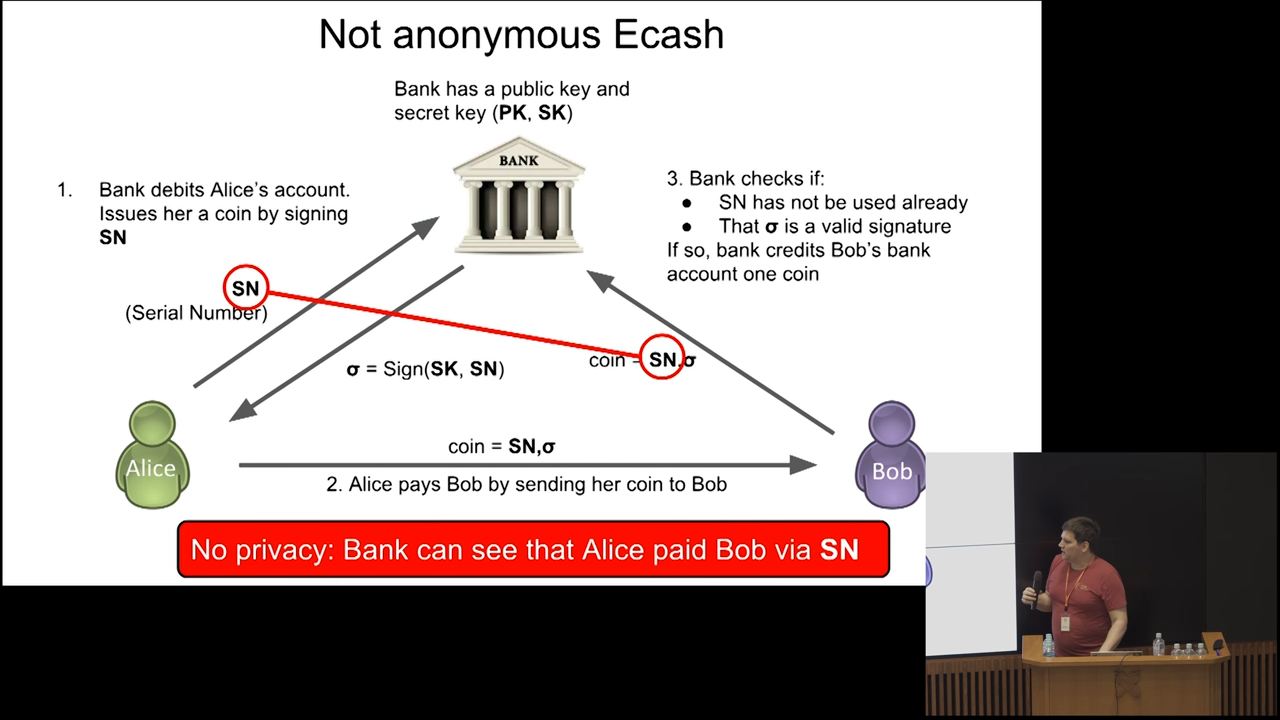 Not anonymous Ecash
Bank has a public key and
secret key (PK, SK)
BANK
1. Bank debits Alice's account.
Issues her a coin by signing
SN
SN
(Serial Number)
σ = Sign(SK, SN)
3. Bank checks if:
● SN has not be used already
● That σ is a valid signature
If so, bank credits Bob's bank
account one coin
coin = SN,σ
Alice
coin = SN,σ
2. Alice pays Bob by sending her coin to Bob
Bob
No privacy: Bank can see that Alice paid Bob via SN